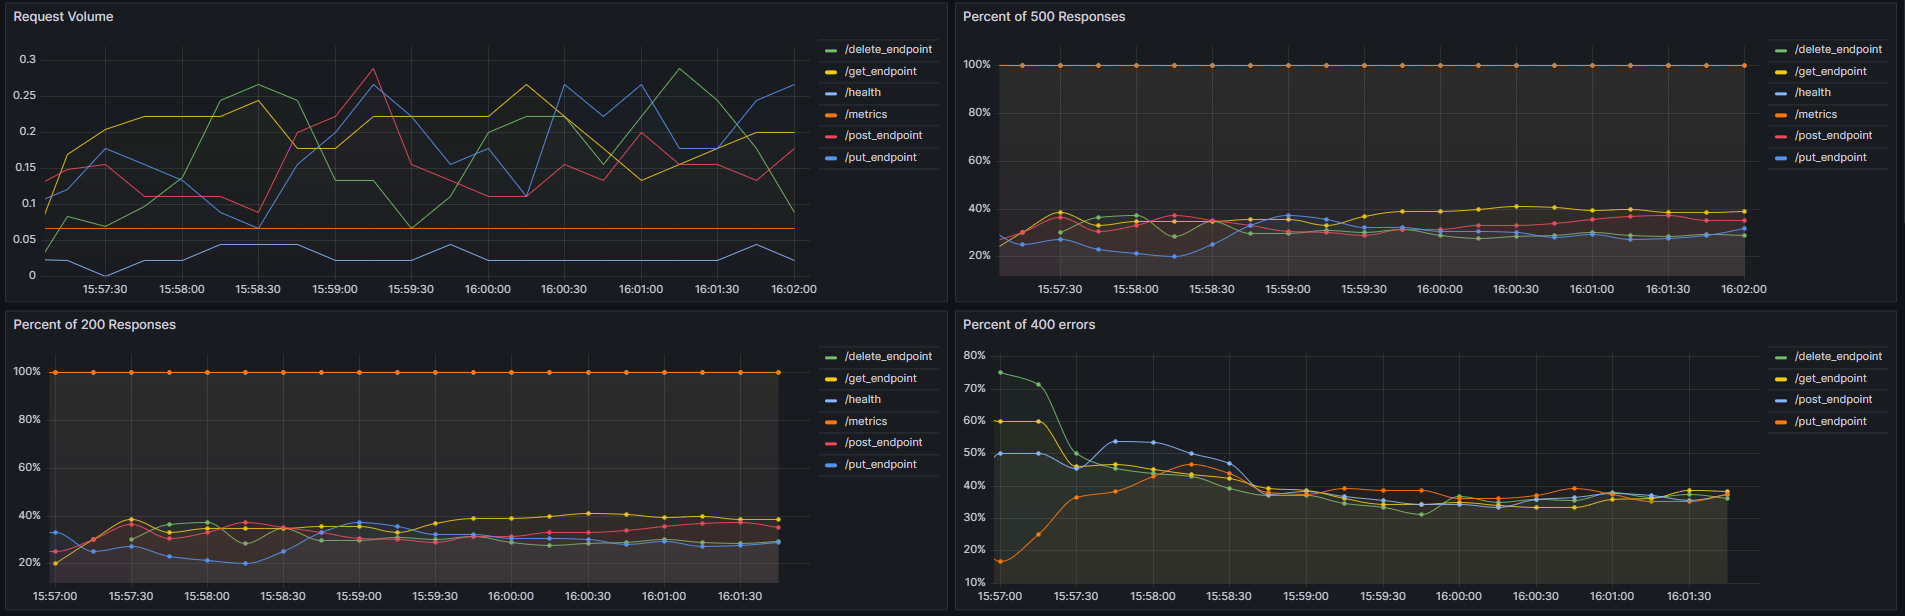 Request Volume
0.3
0.25
0.2
0.15
0.1
0.05
0
15:57:30 15:58:00 15:58:30 15:59:00 15:59:30 16:00:00 16:00:30 16:01:00 16:01:30 16:02:00
/delete_endpoint
/get_endpoint
/health
/metrics
/post_endpoint
/put_endpoint
Percent of 500 Responses
100%
80%
60%
40%
20%
15:57:30 15:58:00 15:58:30 15:59:00 15:59:30 16:00:00 16:00:30 16:01:00 16:01:30 16:02:00
/delete_endpoint
/get_endpoint
/health
/metrics
/post_endpoint
/put_endpoint
Percent of 200 Responses
100%
80%
60%
40%
20%
15:57:00 15:57:30 15:58:00 15:58:30 15:59:00 15:59:30 16:00:00 16:00:30 16:01:00 16:01:30
/delete_endpoint
/get_endpoint
/health
/metrics
/post_endpoint
/put_endpoint
Percent of 400 errors
80%
70%
60%
50%
40%
30%
20%
10%
15:57:00 15:57:30 15:58:00 15:58:30 15:59:00 15:59:30 16:00:00 16:00:30 16:01:00 16:01:30
/delete_endpoint
/get_endpoint
/post_endpoint
/put_endpoint